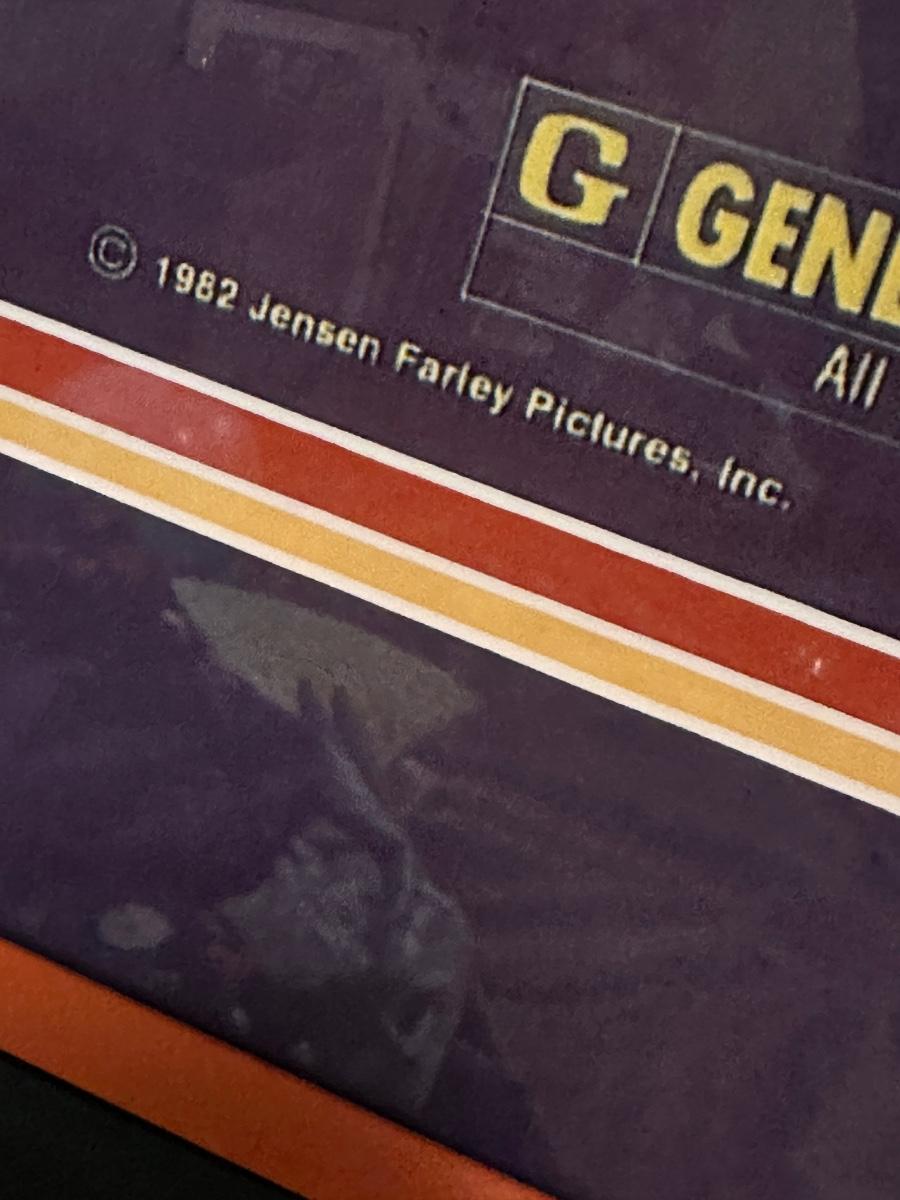 G GENE
All
© 1982 Jensen Farley Pictures, Inc.